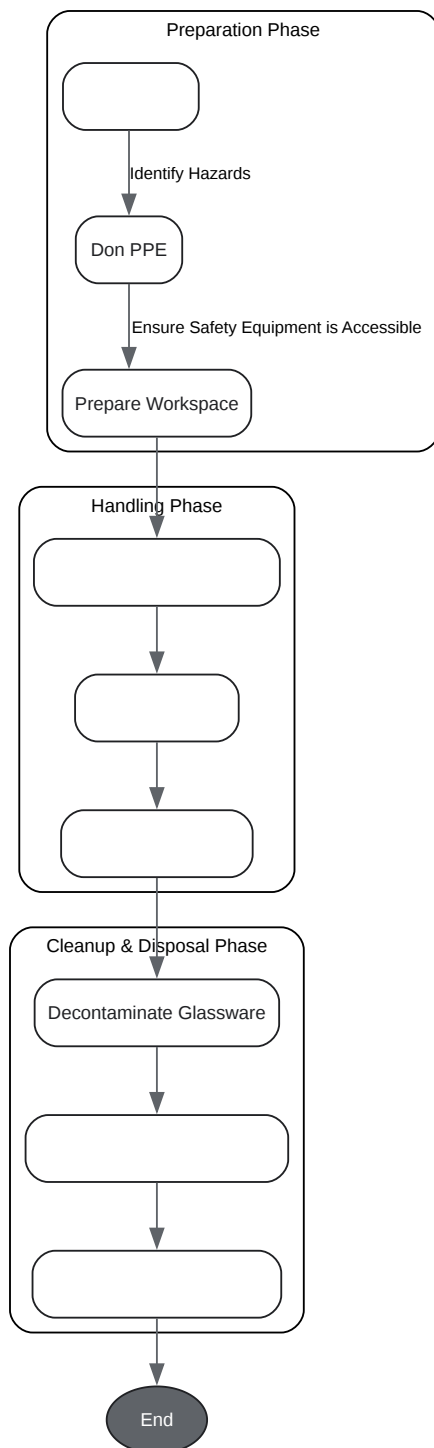 Preparation Phase
Identify Hazards
Don PPE
Ensure Safety Equipment is Accessible
Prepare Workspace
Handling Phase
Cleanup & Disposal Phase
Decontaminate Glassware
End